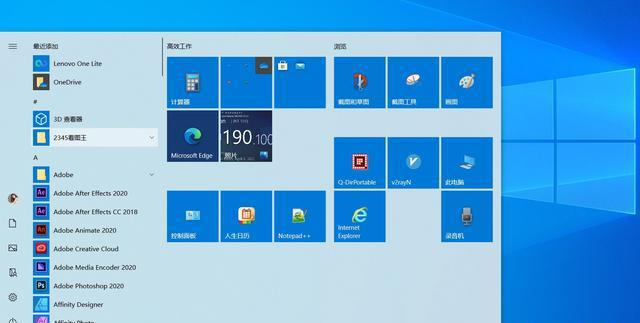 最近添加
Lenovo One Lite
OneDrive
#
3D 查看器
2345看图王
A
Adobe
Adobe After Effects 2020
Adobe After Effects CC 2018
Adobe Animate 2020
Adobe Creative Cloud
Adobe Media Encoder 2020
Adobe Photoshop 2020
Affinity Designer
Affinity Photo
高效工作
计算器
Microsoft Edge
190.100
照片
控制面板
人生日历
Notepad++
浏览
截图和草图
截图工具
画图
Q-DirPortable
v2rayN
此电脑
Internet
Explorer
录音机